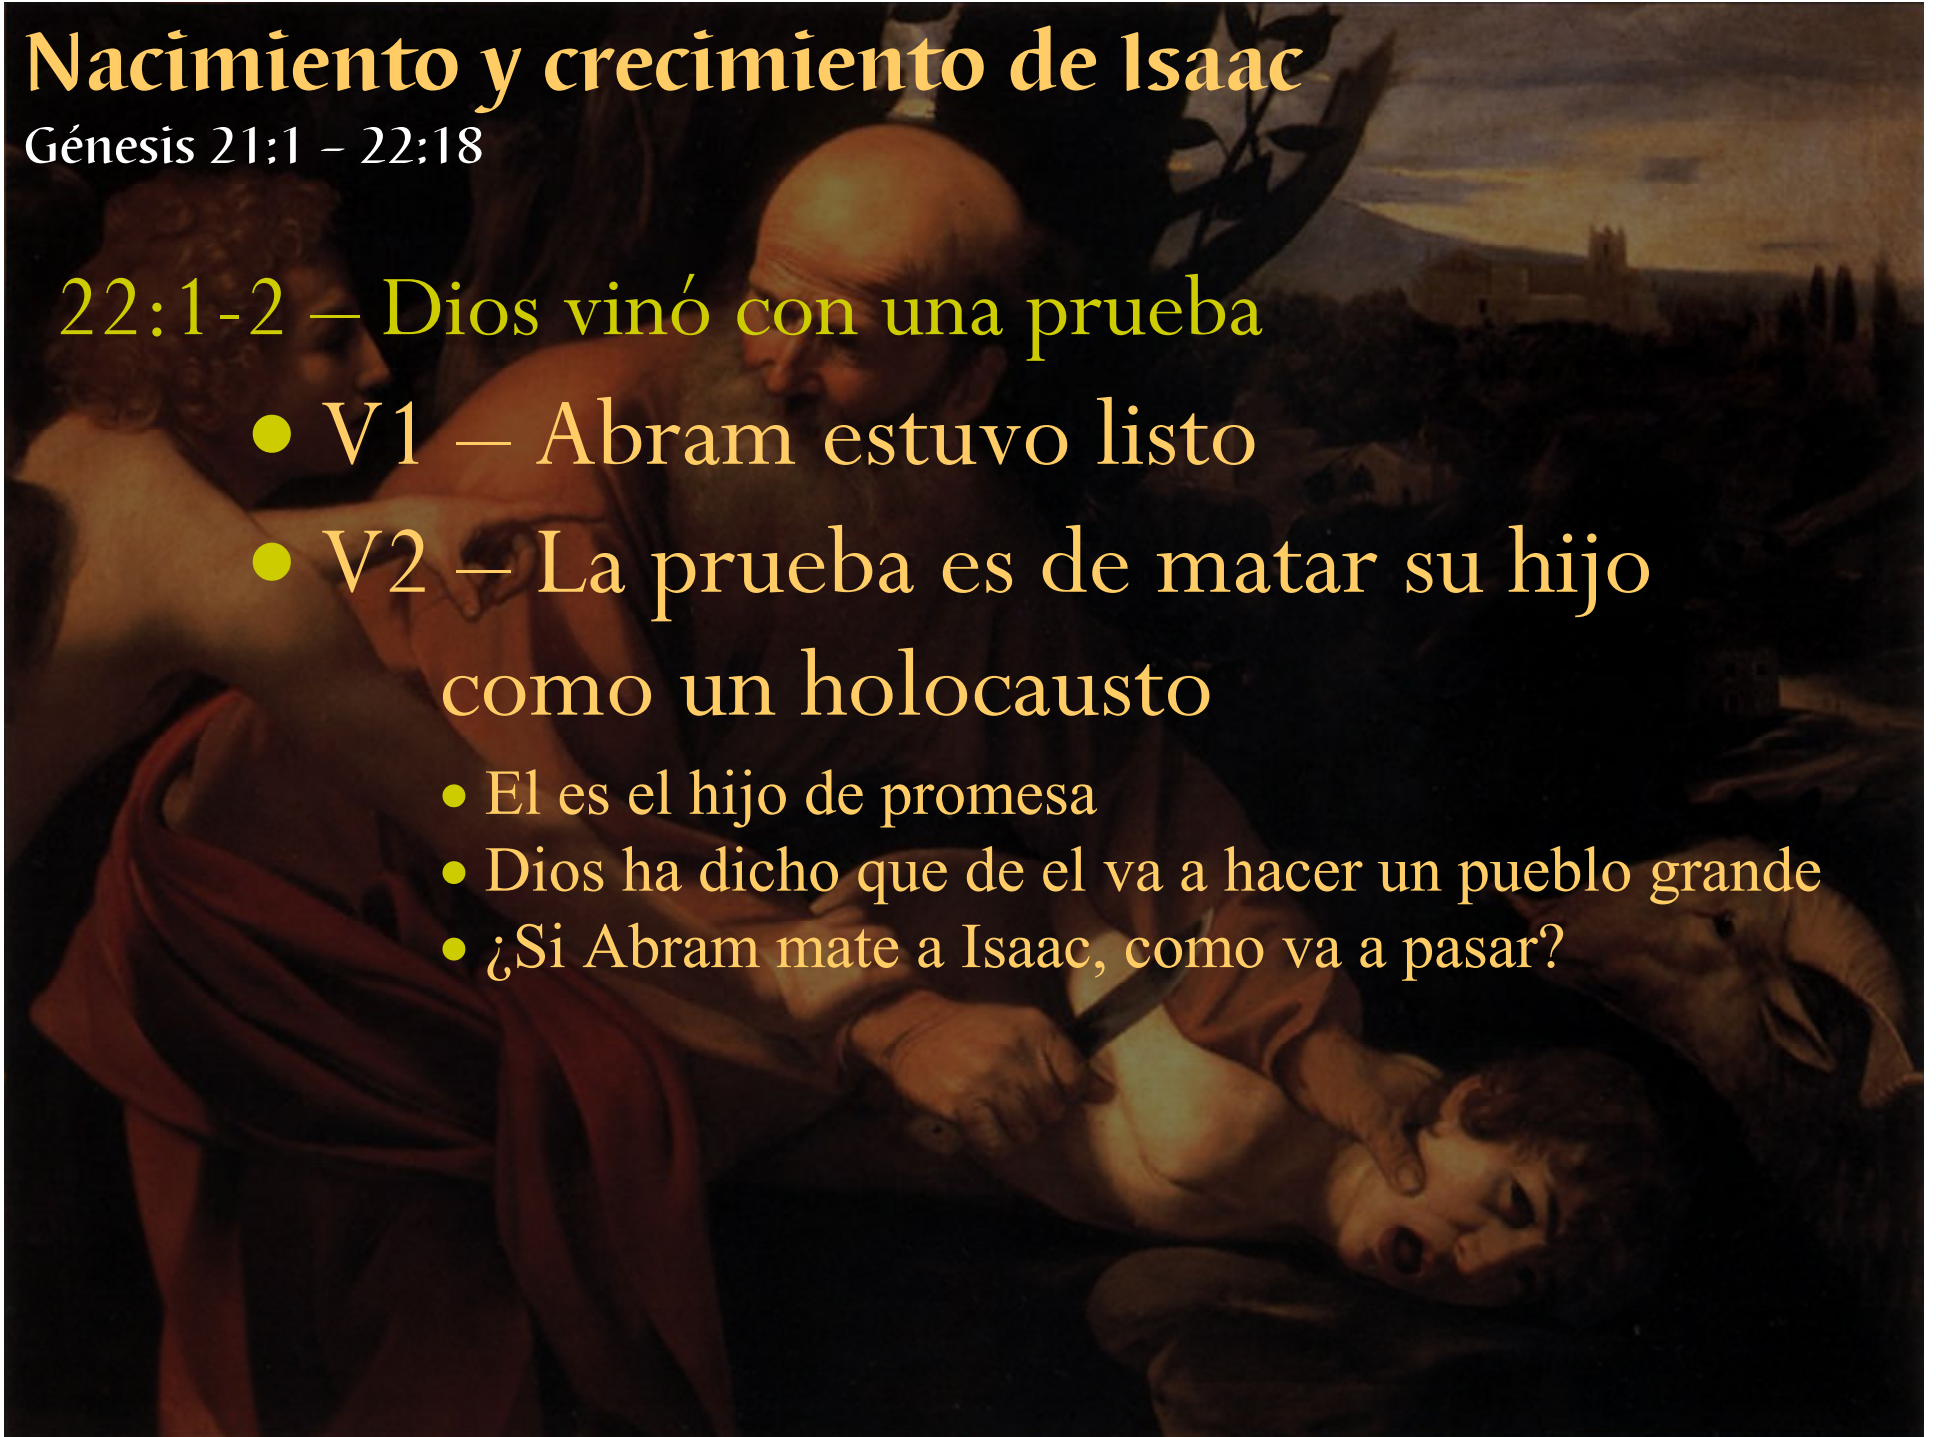 Nacimiento y crecimiento de Isaac
Génesis 21:1 – 22:18
22:1-2 – Dios vinó con una prueba
• V1 – Abram estuvo listo
• V2 – La prueba es de matar su hijo
como un holocausto
• El es el hijo de promesa
• Dios ha dicho que de el va a hacer un pueblo grande
• ¿Si Abram mate a Isaac, como va a pasar?